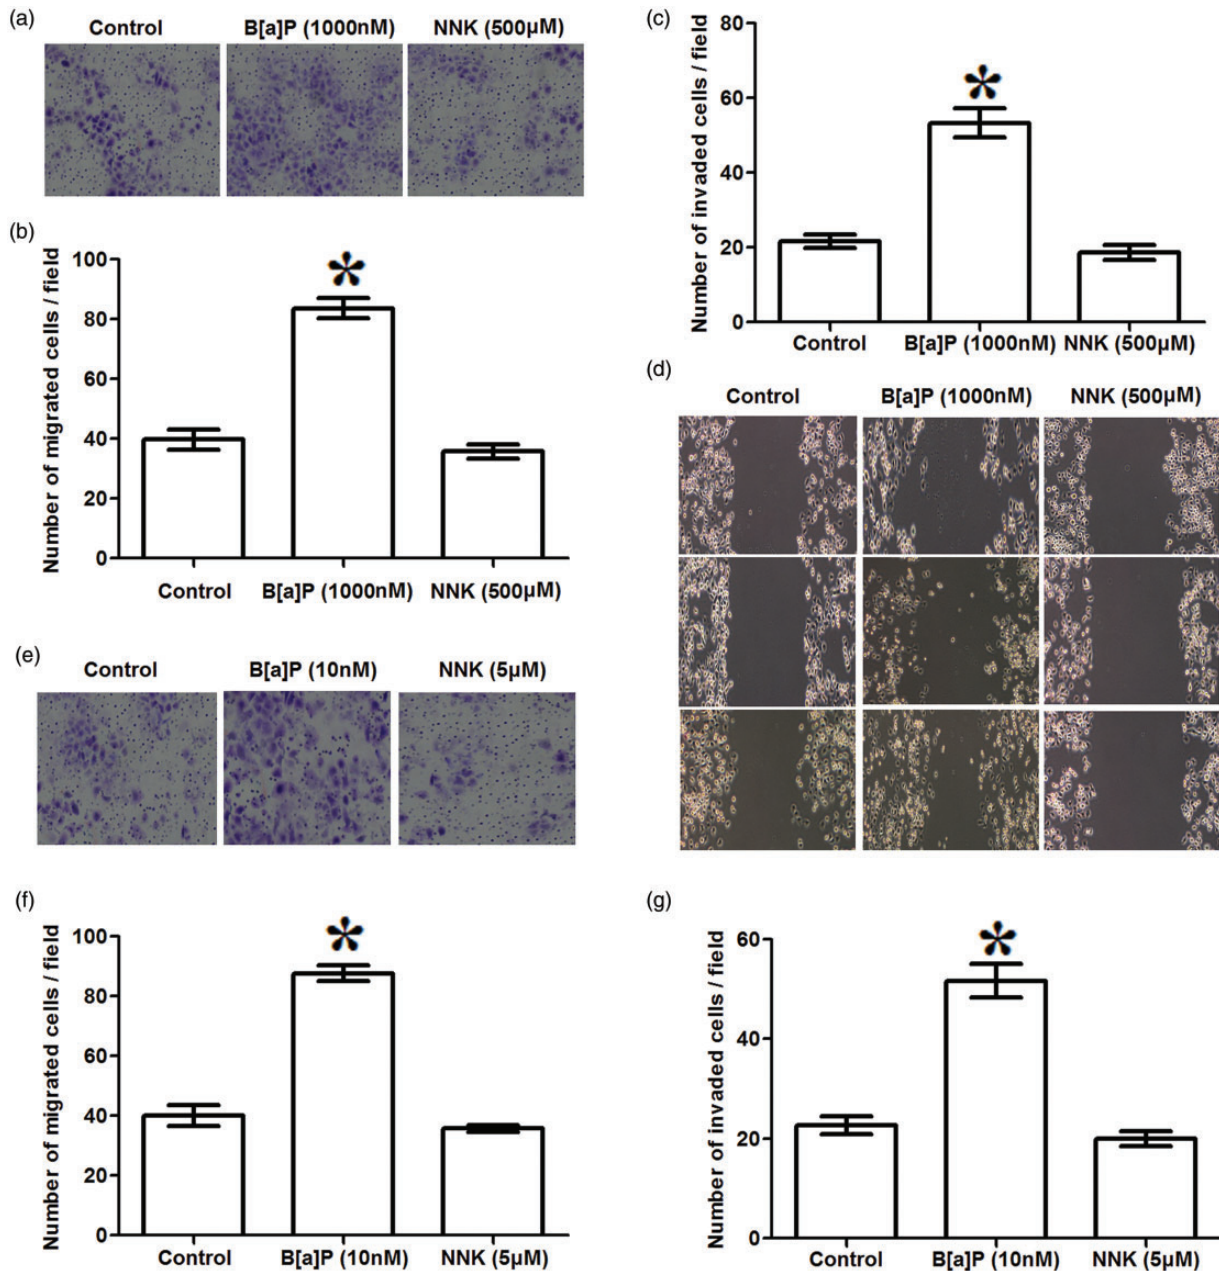 (a)
Control B[a]P (1000nM) NNK (500µM)
(b)
Number of migrated cells / field
100
80
60
40
20
0
*
Control B[a]P (1000nM) NNK (500µM)
(c)
Number of invaded cells / field
80
60
40
20
0
*
Control B[a]P (1000nM) NNK (500µM)
(d)
Control B[a]P (1000nM) NNK (500µM)
(e)
Control B[a]P (10nM) NNK (5µM)
(f)
Number of migrated cells / field
100
80
60
40
20
0
*
Control B[a]P (10nM) NNK (5µM)
(g)
Number of invaded cells / field
60
40
20
0
*
Control B[a]P (10nM) NNK (5µM)